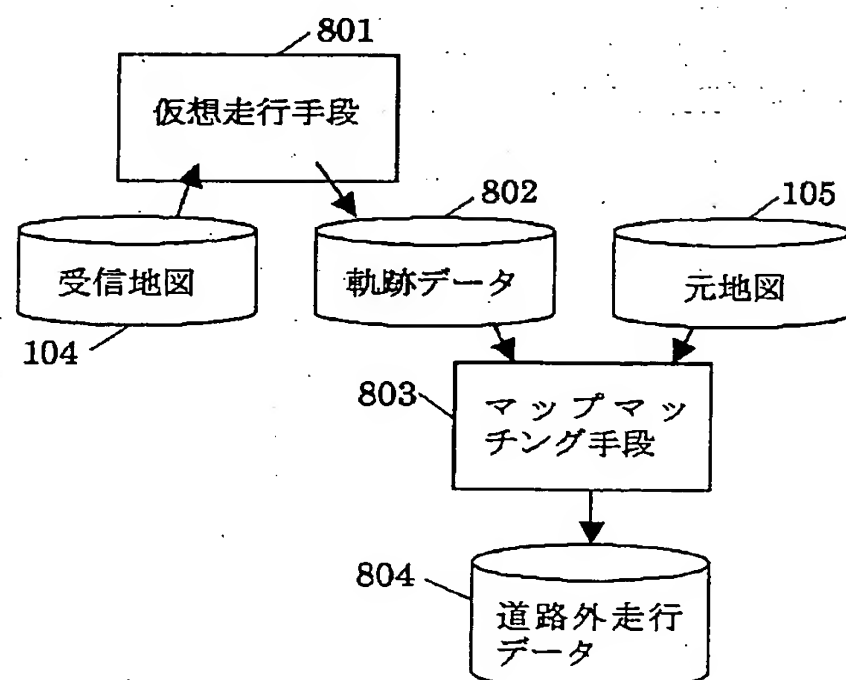 801
仮想走行手段
802
105
受信地図
軌跡データ
元地図
104
803
マップマッ
チング手段
804
道路外走行
データ